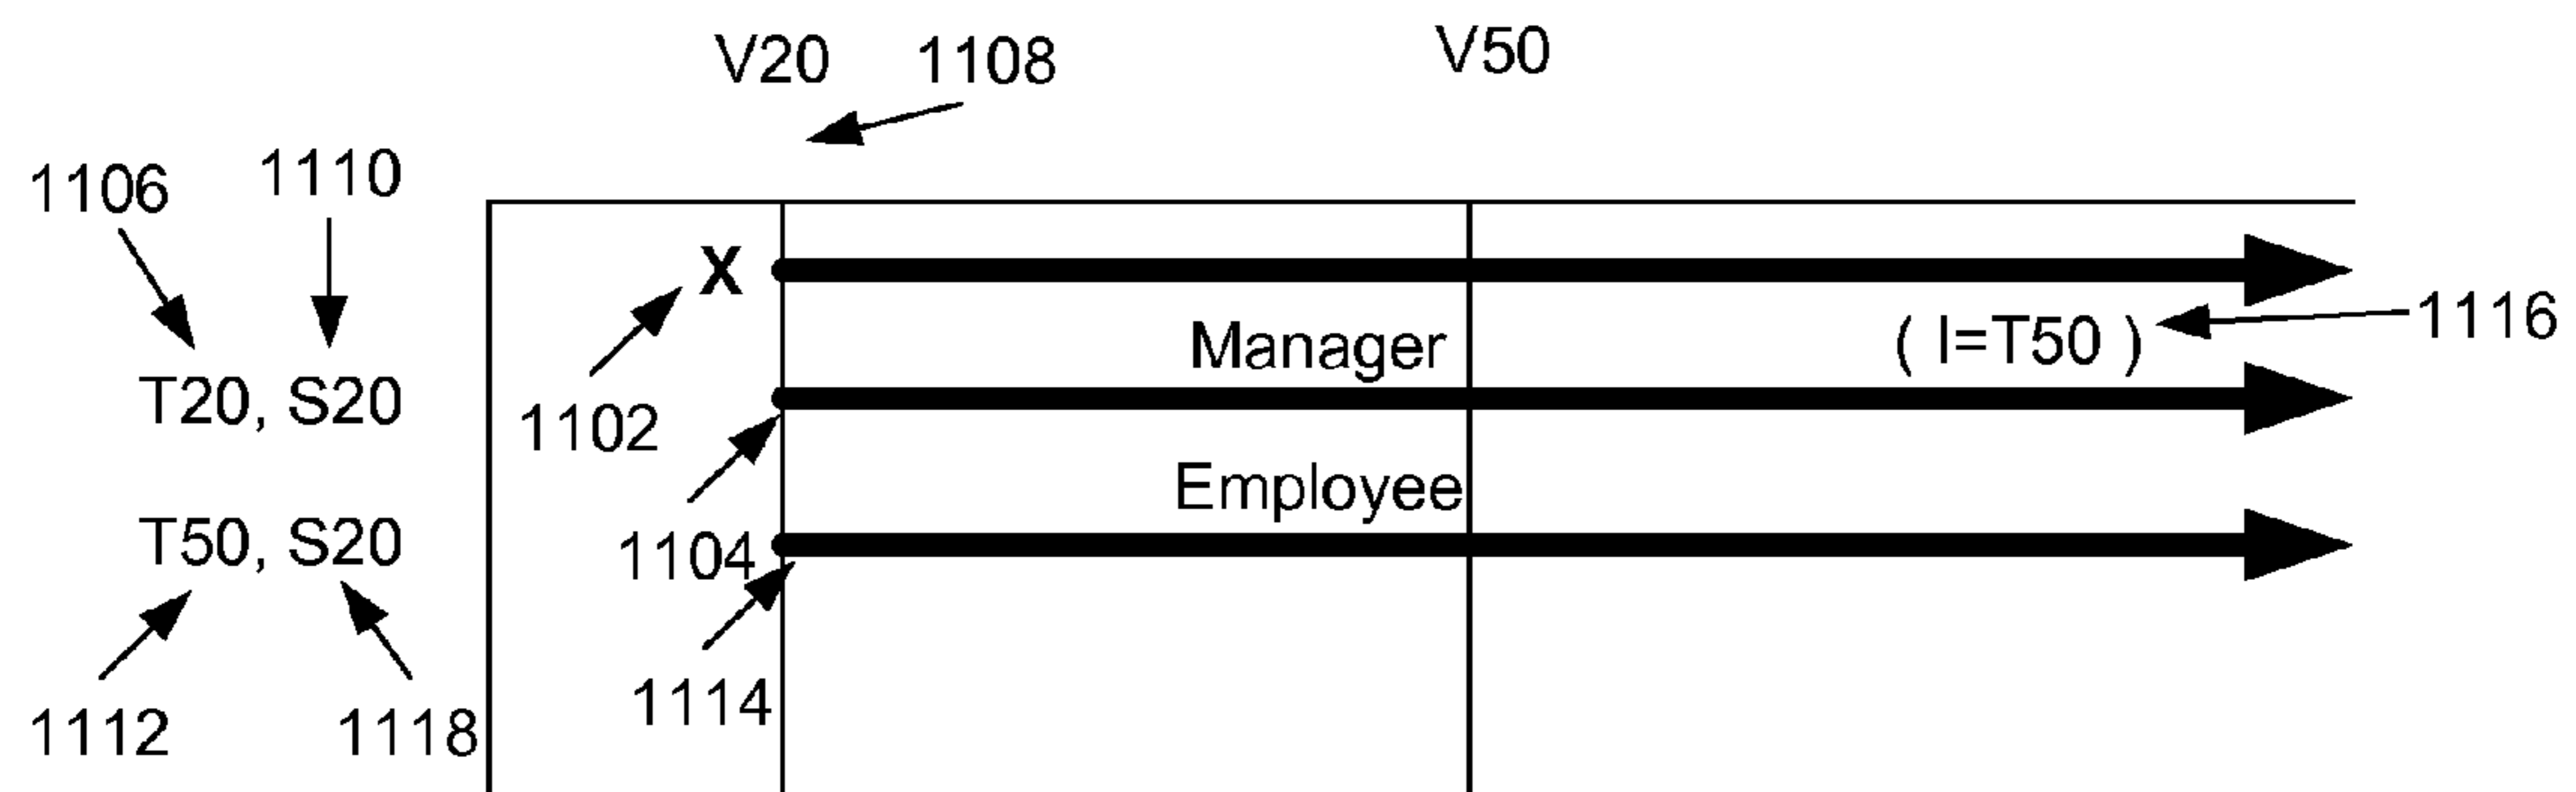 V20 1108 V50
1106 1110
X
Manager ( I=T50 ) 1116
T20, S20 1102
Employee
T50, S20 1104
1112 1118 1114